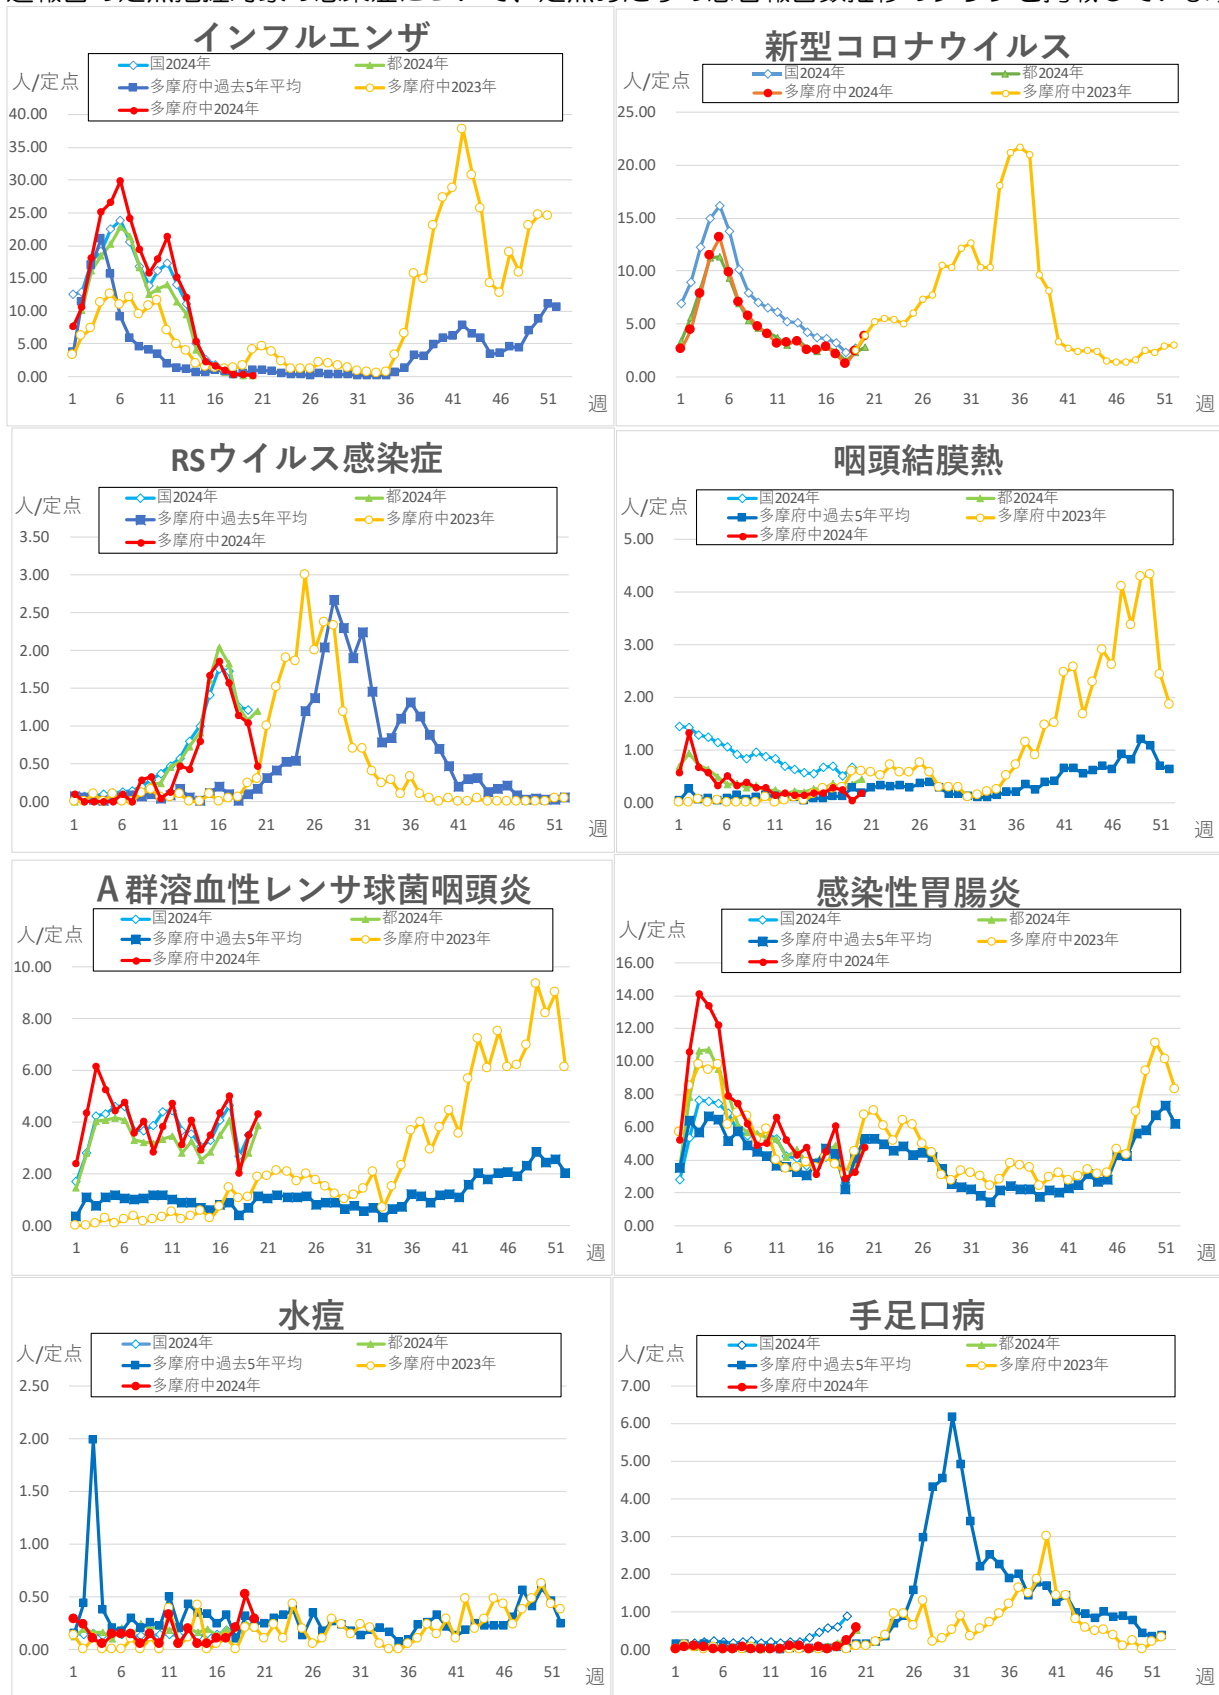 インフルエンザ
人/定点
国2024年
都2024年
多摩府中過去5年平均
多摩府中2023年
多摩府中2024年
40.00
35.00
30.00
25.00
20.00
15.00
10.00
5.00
0.00
1 6 11 16 21 26 31 36 41 46 51 週
新型コロナウイルス
人/定点
国2024年
都2024年
多摩府中2024年
多摩府中2023年
25.00
20.00
15.00
10.00
5.00
0.00
1 6 11 16 21 26 31 36 41 46 51 週
RSウイルス感染症
人/定点
国2024年
都2024年
多摩府中過去5年平均
多摩府中2023年
多摩府中2024年
3.50
3.00
2.50
2.00
1.50
1.00
0.50
0.00
1 6 11 16 21 26 31 36 41 46 51 週
咽頭結膜熱
人/定点
国2024年
都2024年
多摩府中過去5年平均
多摩府中2023年
多摩府中2024年
5.00
4.00
3.00
2.00
1.00
0.00
1 6 11 16 21 26 31 36 41 46 51 週
A群溶血性レンサ球菌咽頭炎
人/定点
国2024年
都2024年
多摩府中過去5年平均
多摩府中2023年
多摩府中2024年
10.00
8.00
6.00
4.00
2.00
0.00
1 6 11 16 21 26 31 36 41 46 51 週
感染性胃腸炎
人/定点
国2024年
都2024年
多摩府中過去5年平均
多摩府中2023年
多摩府中2024年
16.00
14.00
12.00
10.00
8.00
6.00
4.00
2.00
0.00
1 6 11 16 21 26 31 36 41 46 51 週
水痘
人/定点
国2024年
都2024年
多摩府中過去5年平均
多摩府中2023年
多摩府中2024年
2.50
2.00
1.50
1.00
0.50
0.00
1 6 11 16 21 26 31 36 41 46 51 週
手足口病
人/定点
国2024年
都2024年
多摩府中過去5年平均
多摩府中2023年
多摩府中2024年
7.00
6.00
5.00
4.00
3.00
2.00
1.00
0.00
1 6 11 16 21 26 31 36 41 46 51 週